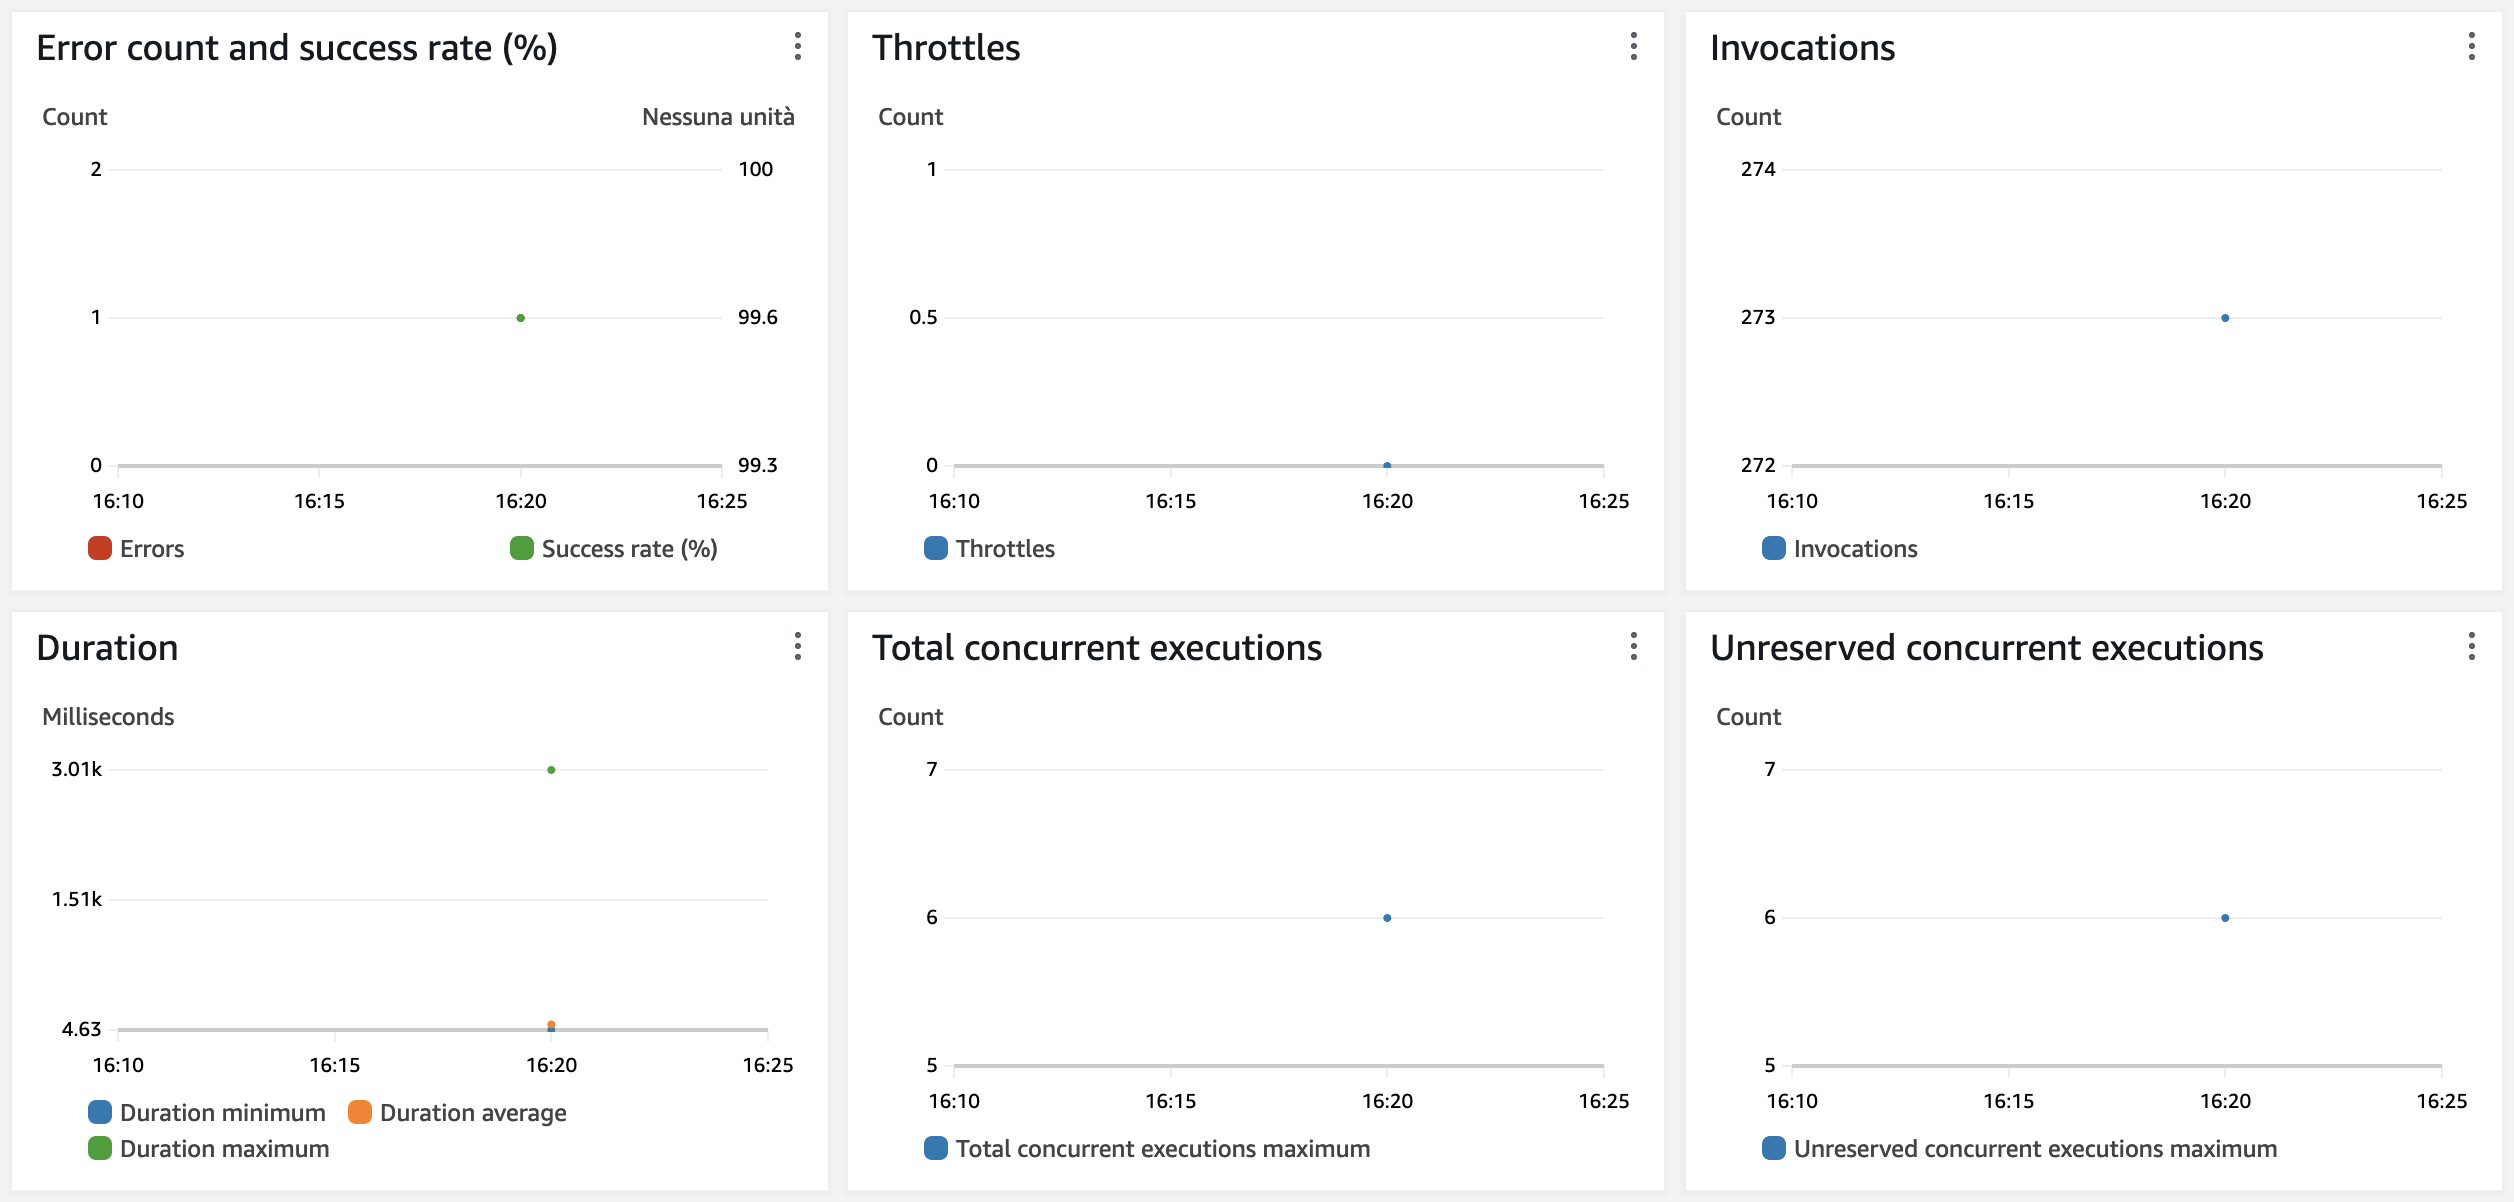 Error count and success rate (%)
Count
Nessuna unità
2
100
1
99.6
0
99.3
16:10
16:15
16:20
16:25
Errors
Success rate (%)
Throttles
Count
1
0.5
0
16:10
16:15
16:20
16:25
Throttles
Invocations
Count
274
273
272
16:10
16:15
16:20
16:25
Invocations
Duration
Milliseconds
3.01k
1.51k
4.63
16:10
16:15
16:20
16:25
Duration minimum
Duration average
Duration maximum
Total concurrent executions
Count
7
6
5
16:10
16:15
16:20
16:25
Total concurrent executions maximum
Unreserved concurrent executions
Count
7
6
5
16:10
16:15
16:20
16:25
Unreserved concurrent executions maximum